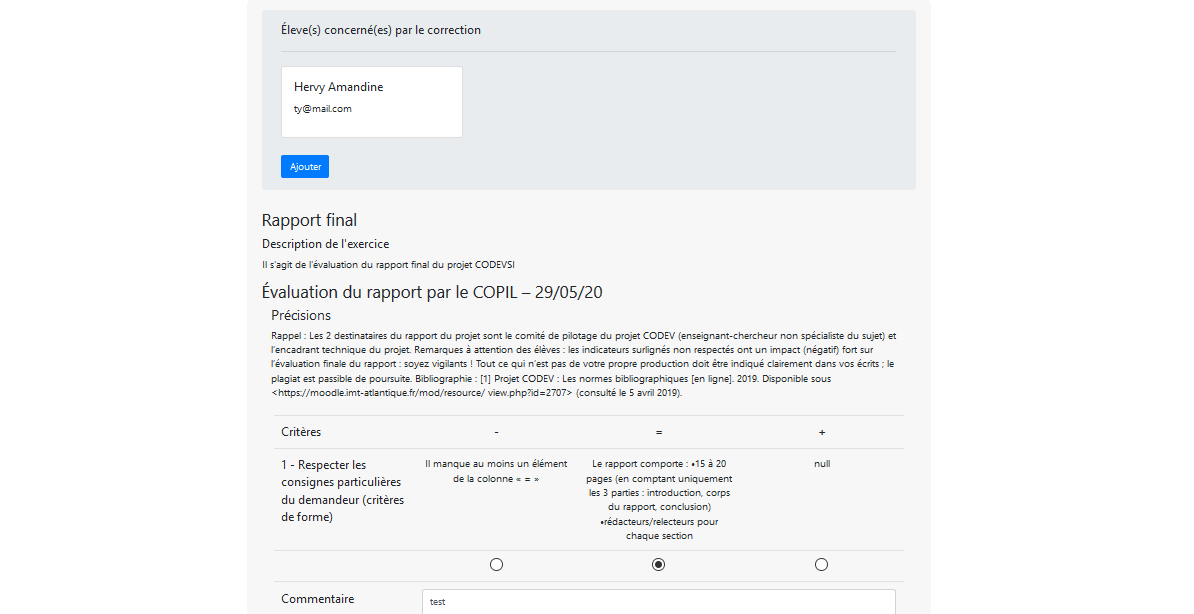 Éleve(s) concerné(es) par le correction
Hervy Amandine
ty@mail.com
Ajouter
Rapport final
Description de l'exercice
Il s'agit de l'évaluation du rapport final du projet CODEVSI
Évaluation du rapport par le COPIL – 29/05/20
Précisions
Rappel : Les 2 destinataires du rapport du projet sont le comité de pilotage du projet CODEV (enseignant-chercheur non spécialiste du sujet) et
l'encadrant technique du projet. Remarques à attention des élèves : les indicateurs surlignés non respectés ont un impact (négatif) fort sur
l'évaluation finale du rapport : soyez vigilants ! Tout ce qui n'est pas de votre propre production doit être indiqué clairement dans vos écrits ; le
plagiat est passible de poursuite. Bibliographie : [1] Projet CODEV : Les normes bibliographiques [en ligne]. 2019. Disponible sous
<https://moodle.imt-atlantique.fr/mod/resource/ view.php?id=2707> (consulté le 5 avril 2019).
Critères - = +
1 - Respecter les
consignes particulières
du demandeur (critères
de forme)
Il manque au moins un élément
de la colonne « = »
Le rapport comporte : •15 à 20
pages (en comptant uniquement
les 3 parties : introduction, corps
du rapport, conclusion)
•rédacteurs/relecteurs pour
chaque section
null
Commentaire
test